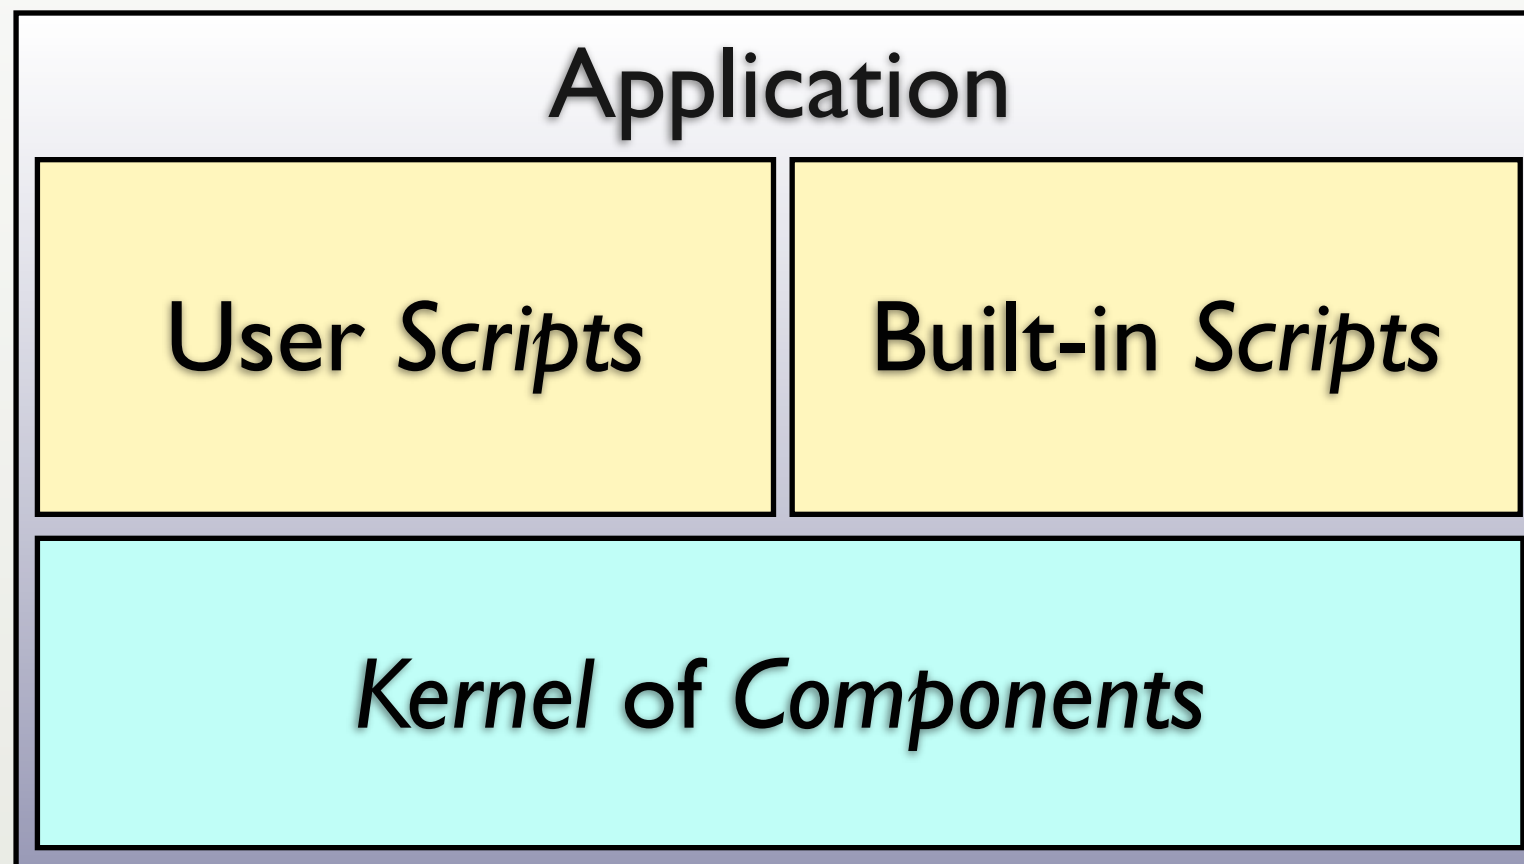 Application
User Scripts
Built-in Scripts
Kernel of Components